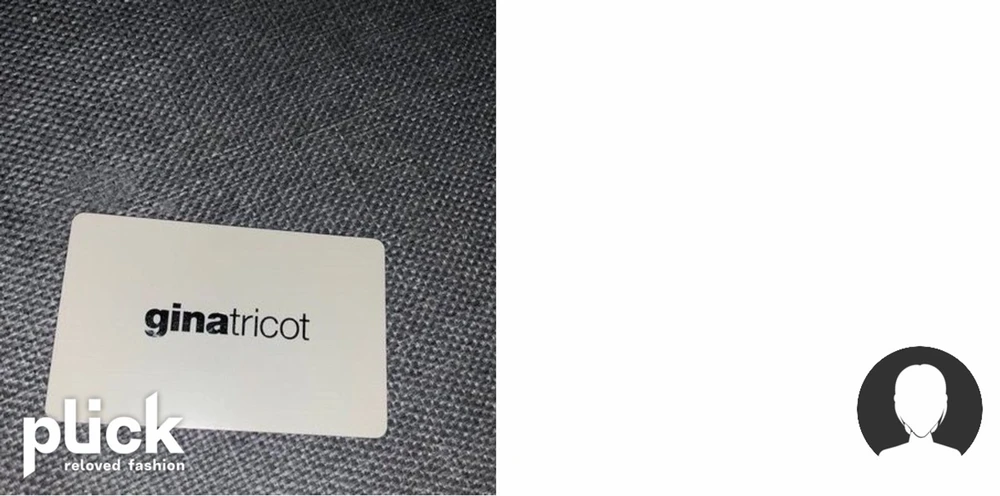 ginatricot
plick
reloved fashion